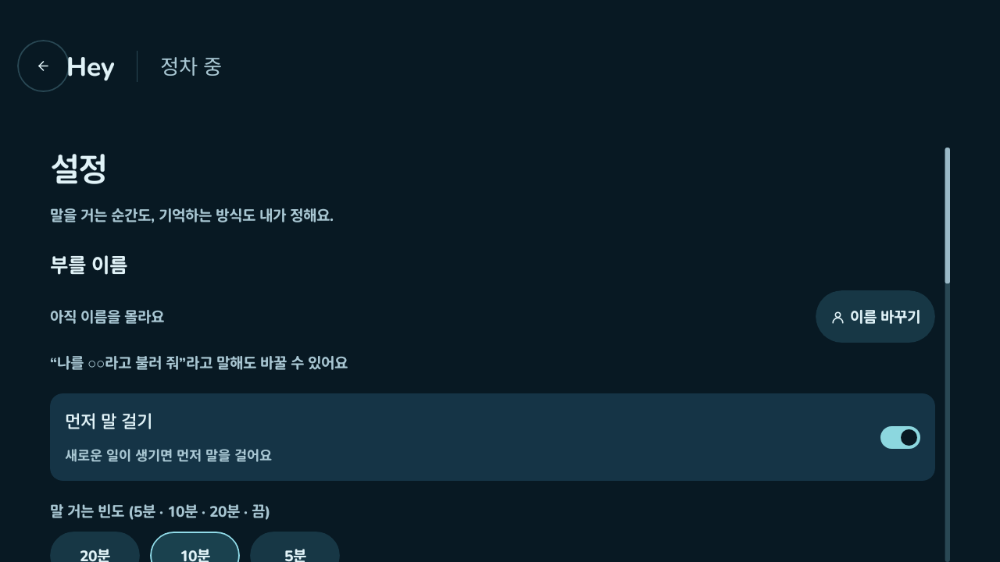 Hey
정차 중
설정
말을 거는 순간도, 기억하는 방식도 내가 정해요.
부를 이름
아직 이름을 몰라요
이름 바꾸기
“나를 ○○라고 불러 줘”라고 말해도 바꿀 수 있어요
먼저 말 걸기
새로운 일이 생기면 먼저 말을 걸어요
말 거는 빈도 (5분 · 10분 · 20분 · 끔)
20분
10분
5분